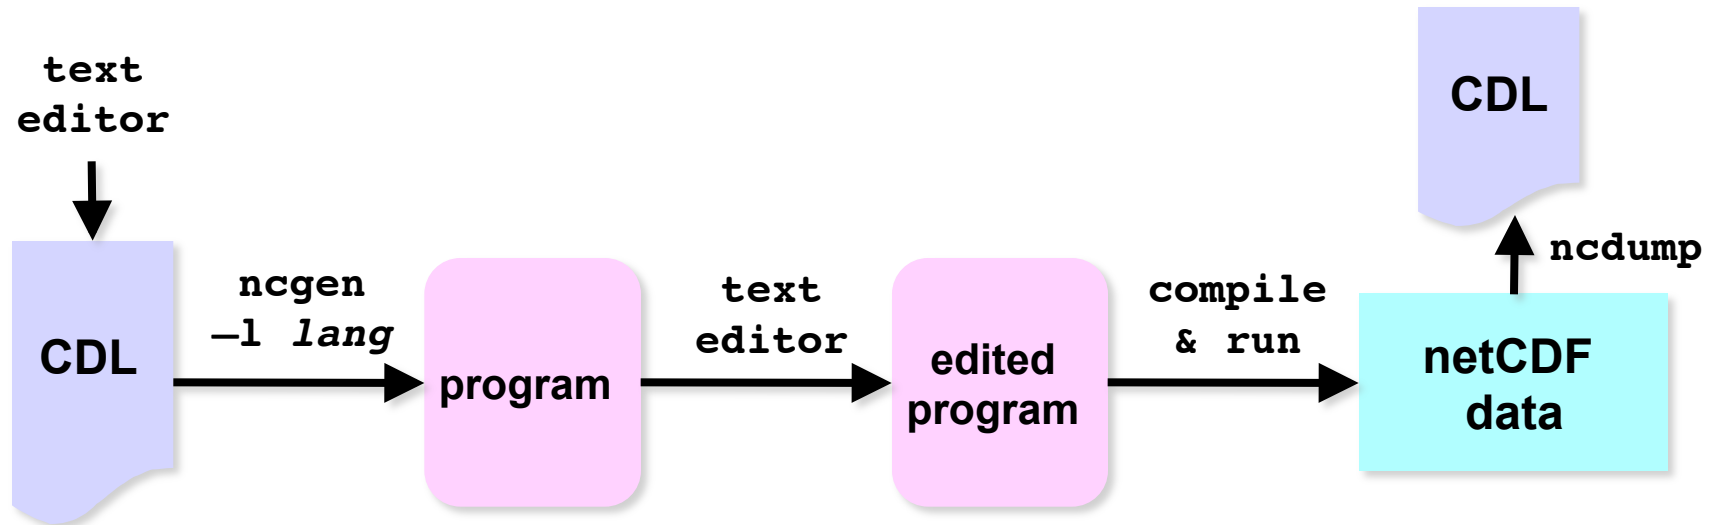 text
editor
CDL
ncgen
–l lang
program
text
editor
edited
program
compile
& run
netCDF
data
ncdump
CDL